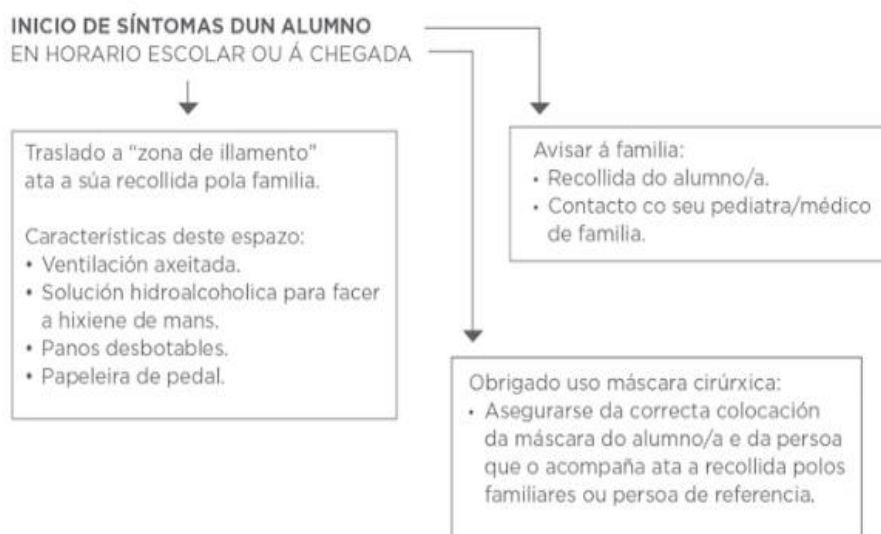 INICIO DE SÍNTOMAS DUN ALUMNO
EN HORARIO ESCOLAR OU Á CHEGADA
Traslado a “zona de illamento”
ata a súa recollida pola familia.
Características deste espazo:
• Ventilación axeitada.
• Solución hidroalcoholica para facer
a hixiene de mans.
• Panos desbotables.
• Papeleira de pedal.
Avisar á familia:
• Recollida do alumno/a.
• Contacto co seu pediatra/médico
de familia.
Obrigado uso máscara cirúrxica:
• Asegurarse da correcta colocación
da máscara do alumno/a e da persoa
que o acompaña ata a recollida polos
familiares ou persoa de referencia.